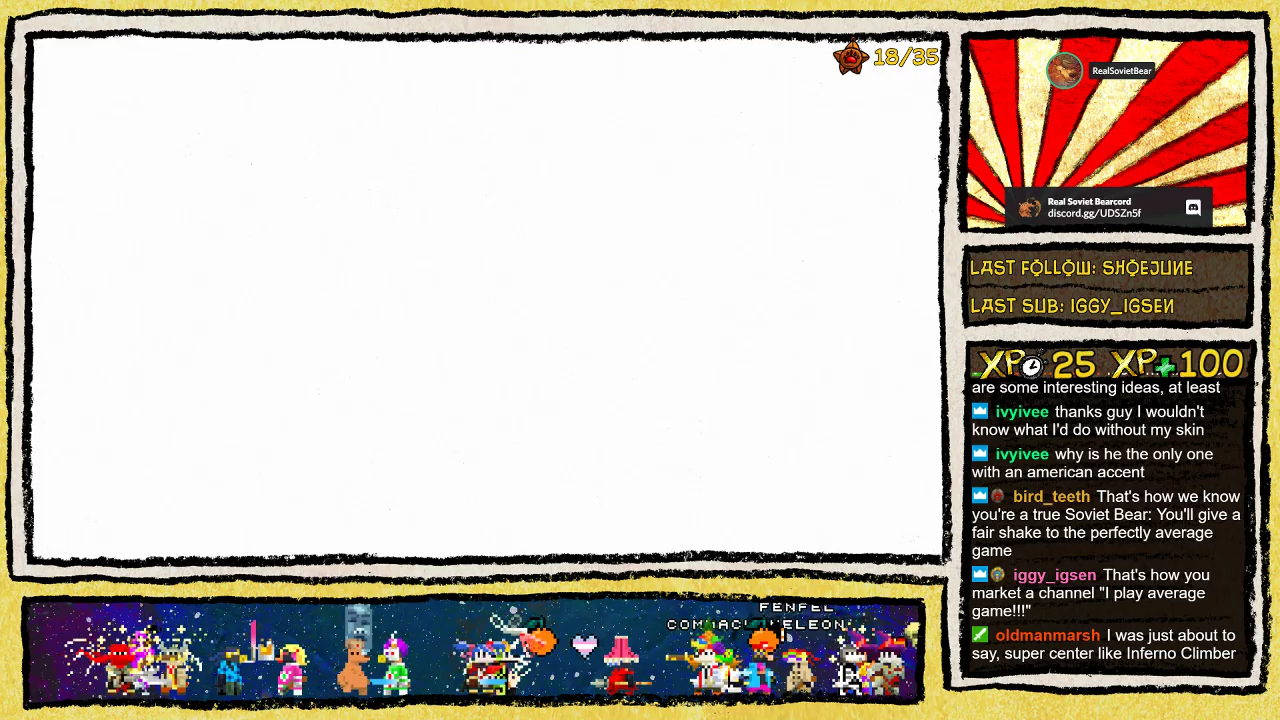 18/35
RealSovietBear
Real Soviet Bearcord
discord.gg/UDSZn5f
LAST FOLLOW: SHOEJUNE
LAST SUB: IGGY_IGSEN
XP 25 XP+100
are some interesting ideas, at least
ivyivee thanks guy I wouldn't
know what I'd do without my skin
ivyivee why is he the only one
with an american accent
bird_teeth That's how we know
you're a true Soviet Bear: You'll give a
fair shake to the perfectly average
game
iggy_igsen That's how you
market a channel "I play average
game!!!"
oldmanmarsh I was just about to
say, super center like Inferno Climber
FENFEL